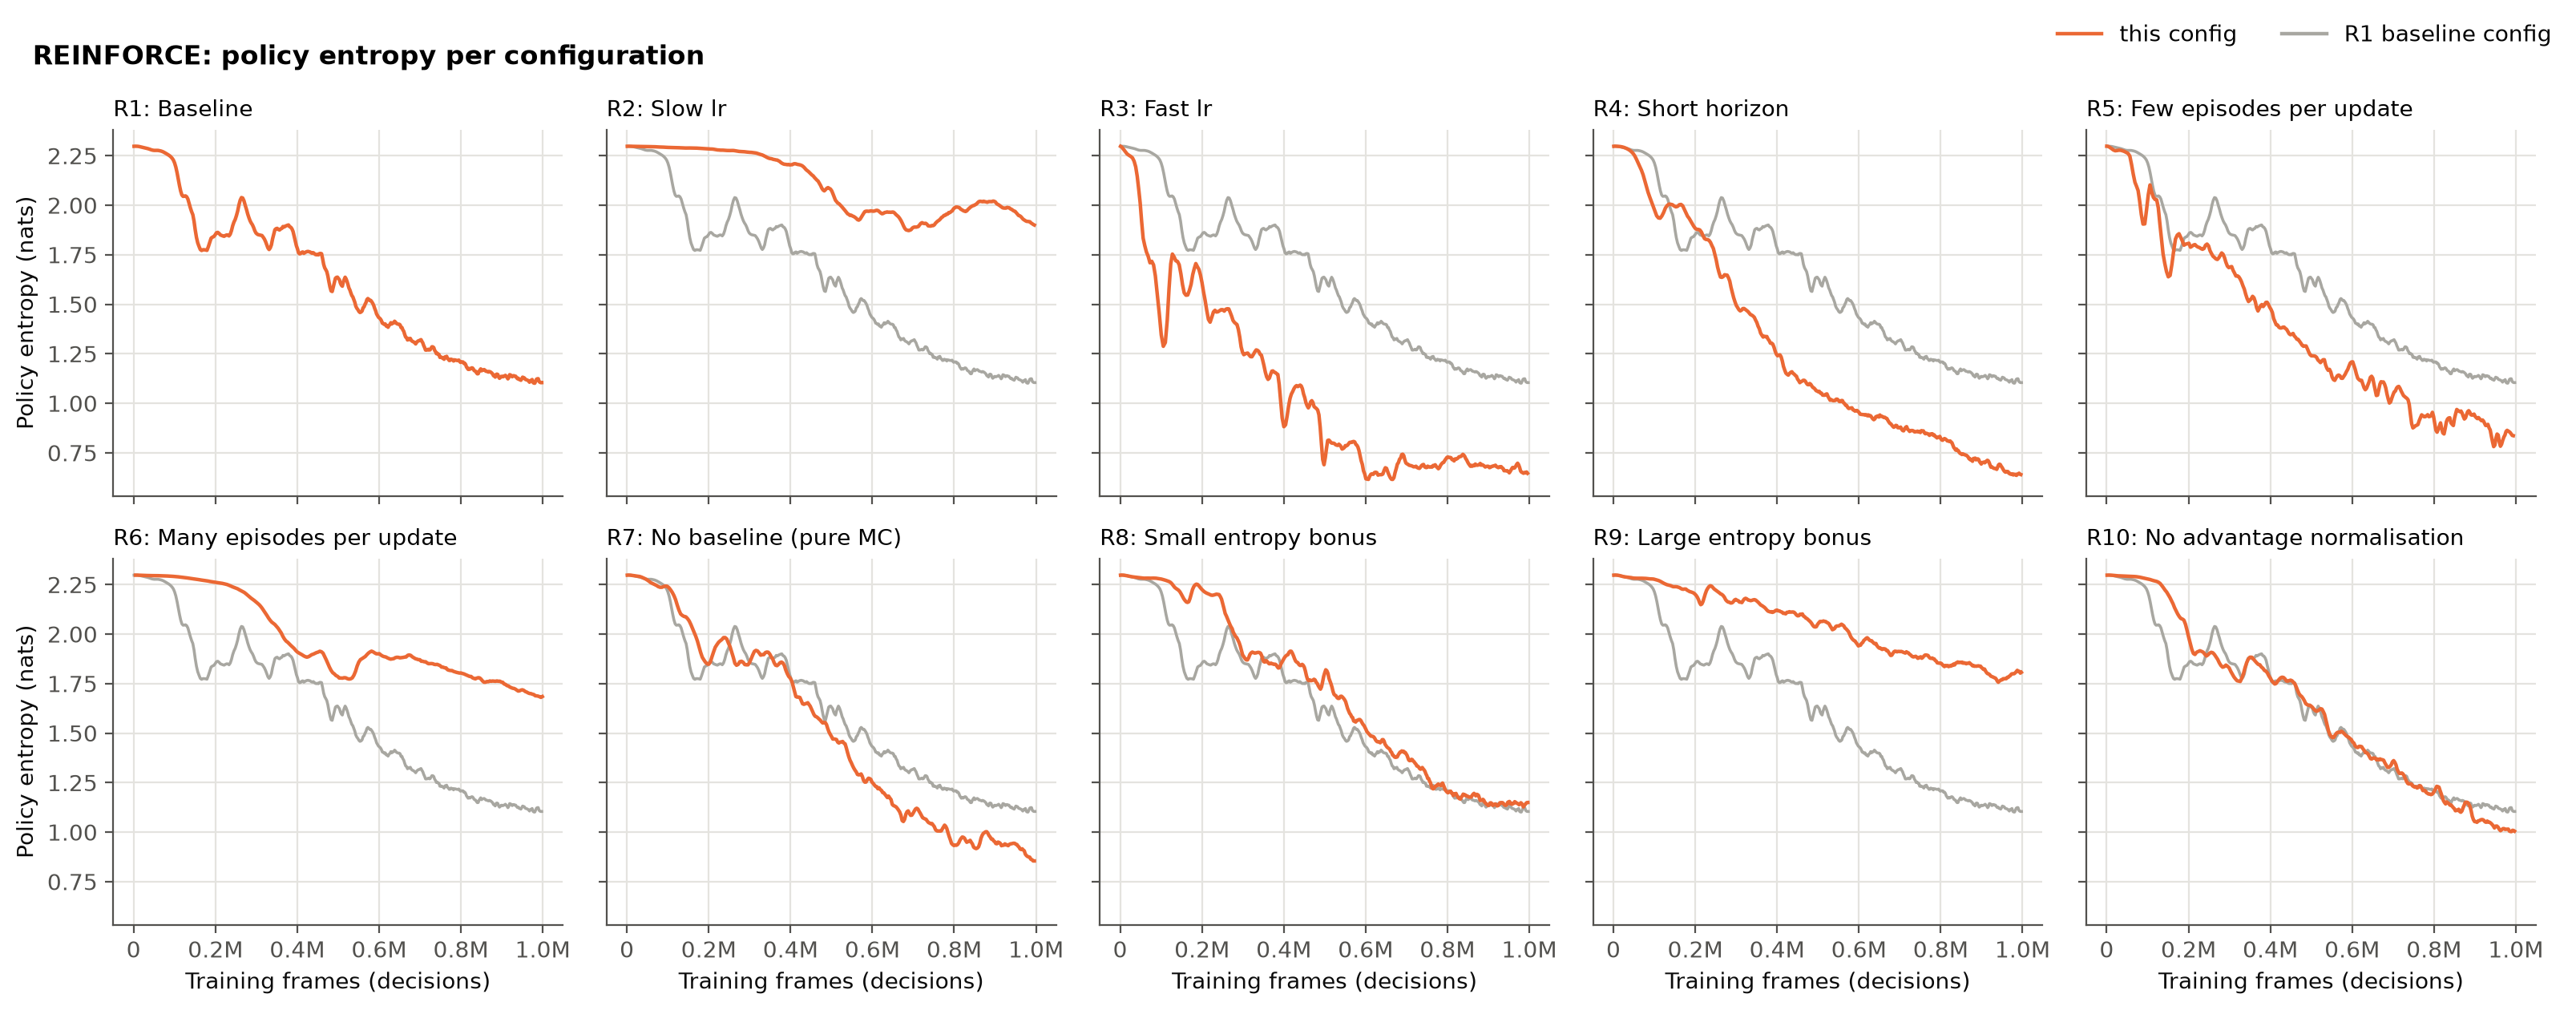 this config
R1 baseline config
REINFORCE: policy entropy per configuration
R1: Baseline
R2: Slow lr
R3: Fast lr
R4: Short horizon
R5: Few episodes per update
Policy entropy (nats)
2.25
2.00
1.75
1.50
1.25
1.00
0.75
R6: Many episodes per update
R7: No baseline (pure MC)
R8: Small entropy bonus
R9: Large entropy bonus
R10: No advantage normalisation
Policy entropy (nats)
2.25
2.00
1.75
1.50
1.25
1.00
0.75
0 0.2M 0.4M 0.6M 0.8M 1.0M
0 0.2M 0.4M 0.6M 0.8M 1.0M
0 0.2M 0.4M 0.6M 0.8M 1.0M
0 0.2M 0.4M 0.6M 0.8M 1.0M
0 0.2M 0.4M 0.6M 0.8M 1.0M
Training frames (decisions)
Training frames (decisions)
Training frames (decisions)
Training frames (decisions)
Training frames (decisions)